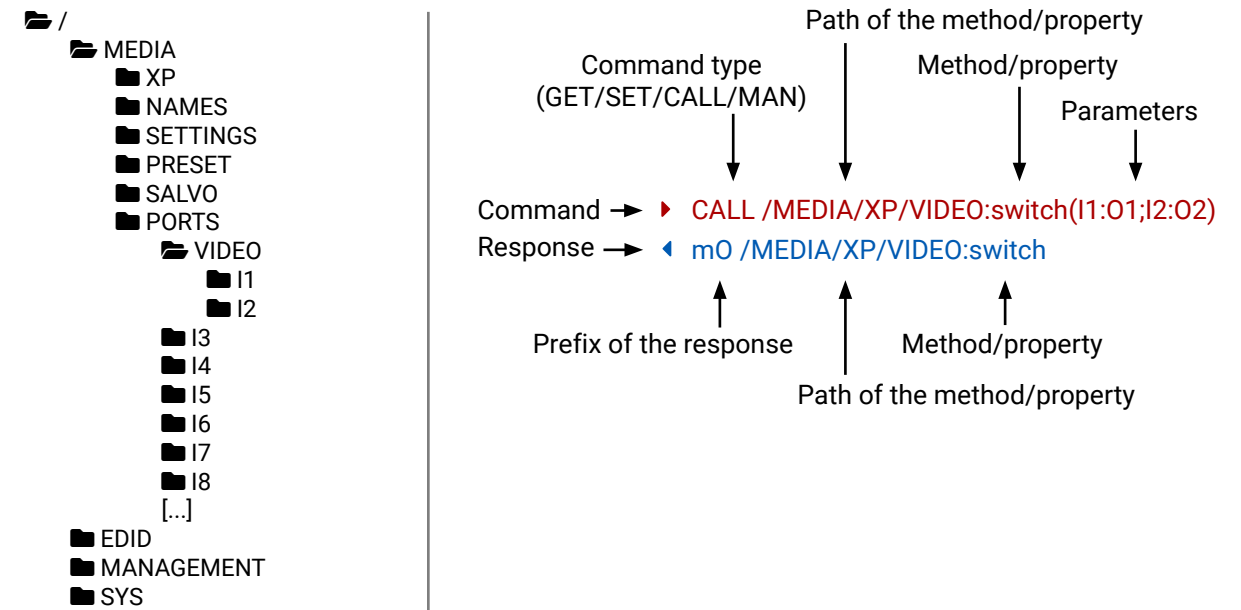 /
MEDIA
XP
NAMES
SETTINGS
PRESET
SALVO
PORTS
VIDEO
I1
I2
I3
I4
I5
I6
I7
I8
[...]
EDID
MANAGEMENT
SYS
Path of the method/property
Command type
(GET/SET/CALL/MAN)
Method/property
Parameters
Command
CALL /MEDIA/XP/VIDEO:switch(I1:O1;I2:O2)
Response
mO /MEDIA/XP/VIDEO:switch
Prefix of the response
Method/property
Path of the method/property